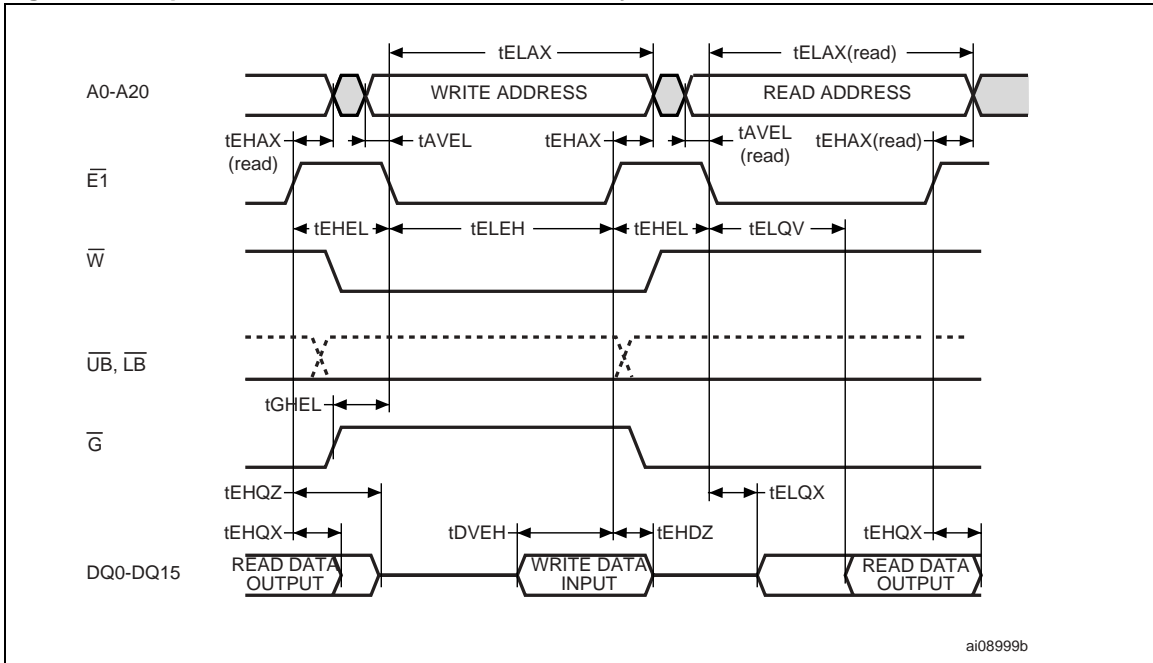 tELAX tELAX(read)
A0-A20 WRITE ADDRESS READ ADDRESS
tEHAX tAVEL tEHAX tAVEL tEHAX(read)
(read) (read)
E1
tEHEL tELEH tEHEL tELQV
W
UB, LB
tGHEL
G
tEHQZ tELQX
tEHQX tDVEH tEHDZ tEHQX
DQ0-DQ15 READ DATA WRITE DATA READ DATA
OUTPUT INPUT OUTPUT
ai08999b